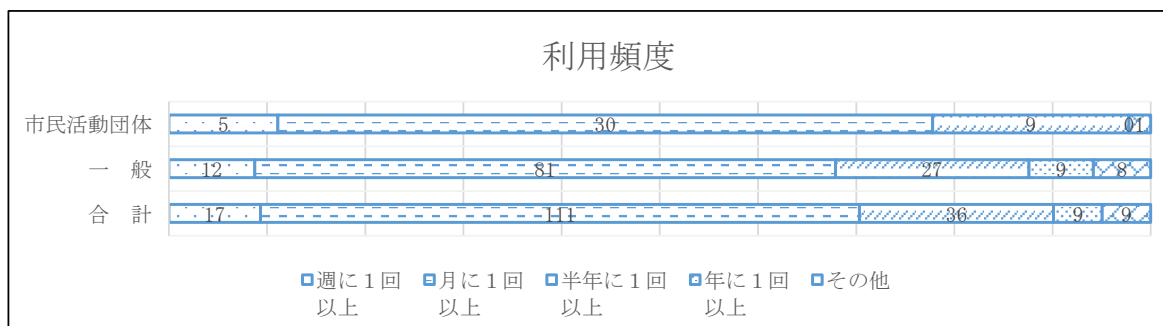 利用頻度
市民活動団体 5 30 9 0 1
一　般 12 81 27 9 8
合　計 17 111 36 9 9
週に１回以上 月に１回以上 半年に１回以上 年に１回以上 その他